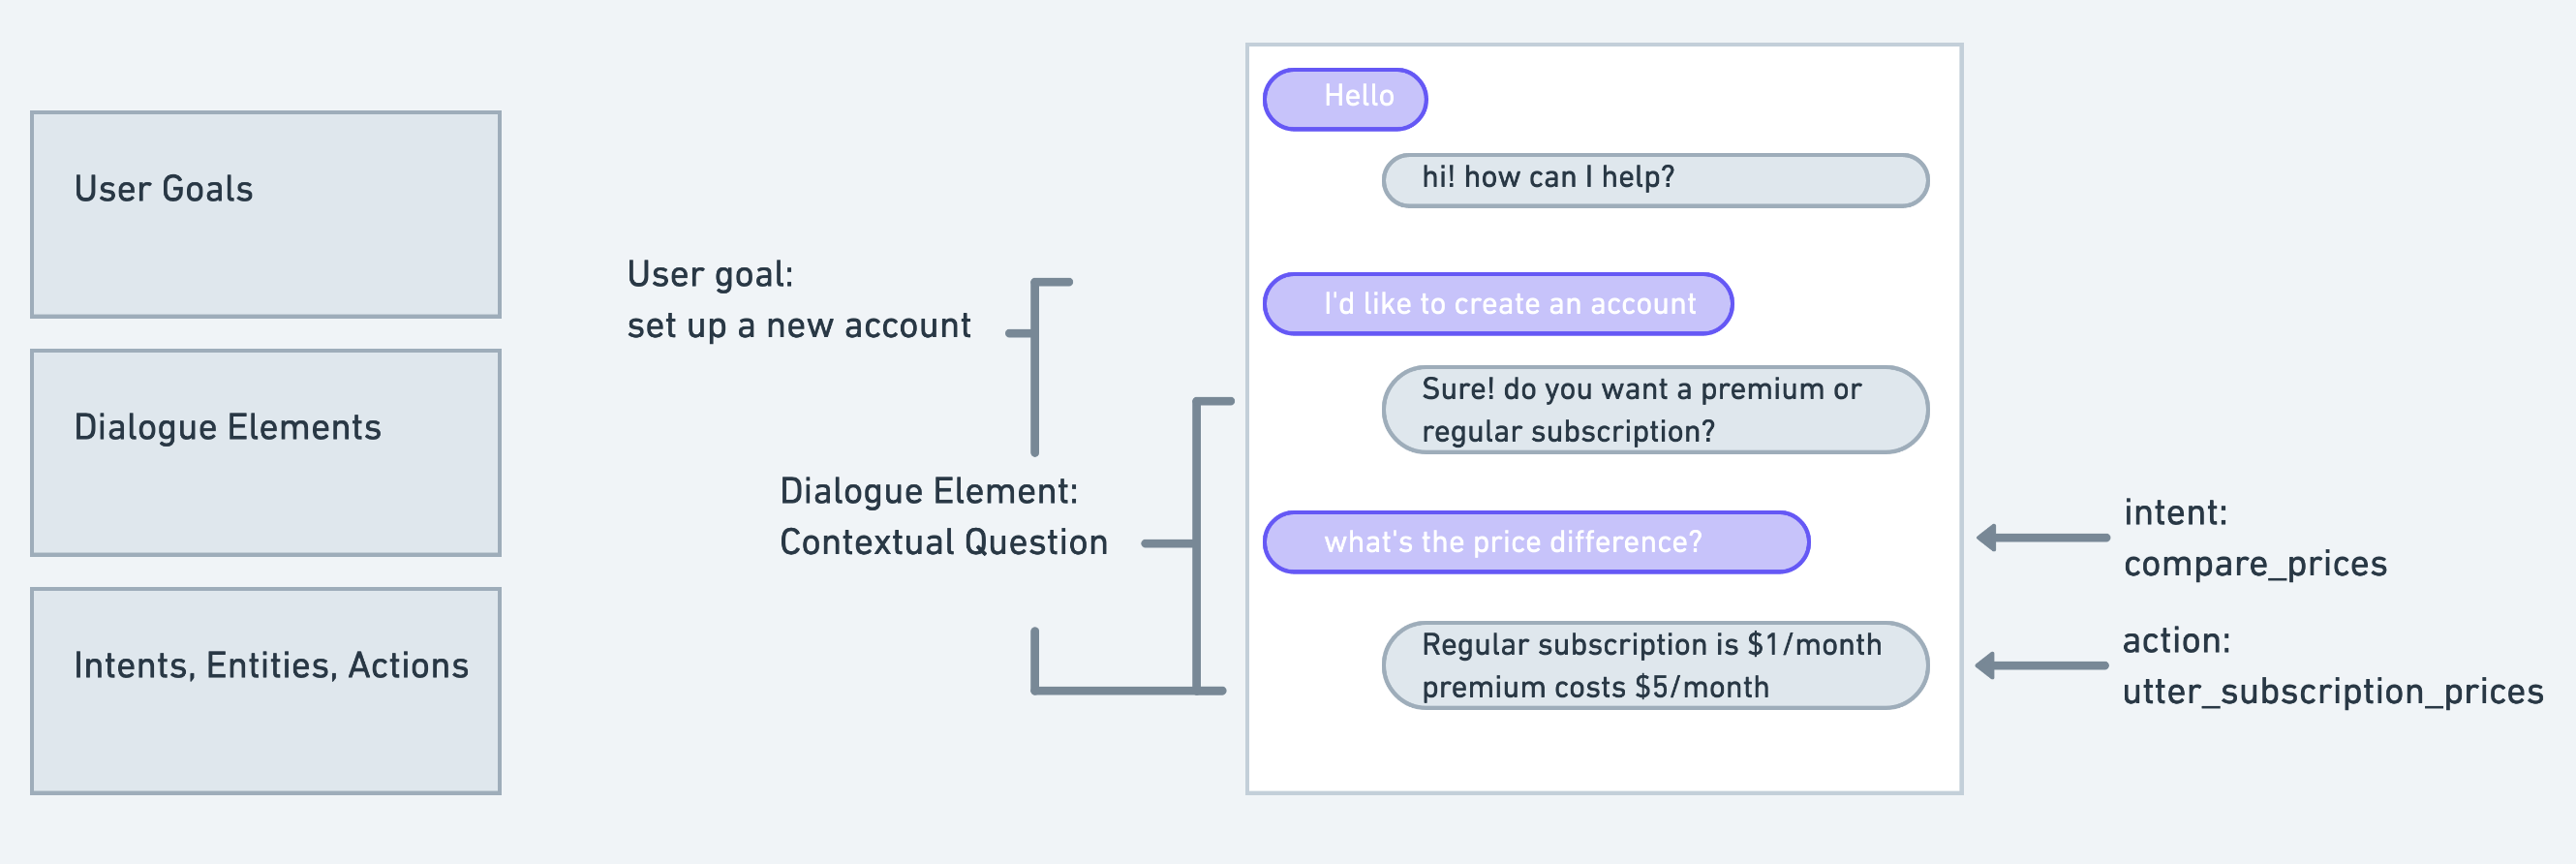 User Goals
Dialogue Elements
Intents, Entities, Actions
User goal:
set up a new account
Dialogue Element:
Contextual Question
Hello
hi! how can I help?
I'd like to create an account
Sure! do you want a premium or
regular subscription?
what's the price difference?
Regular subscription is $1/month
premium costs $5/month
intent:
compare_prices
action:
utter_subscription_prices